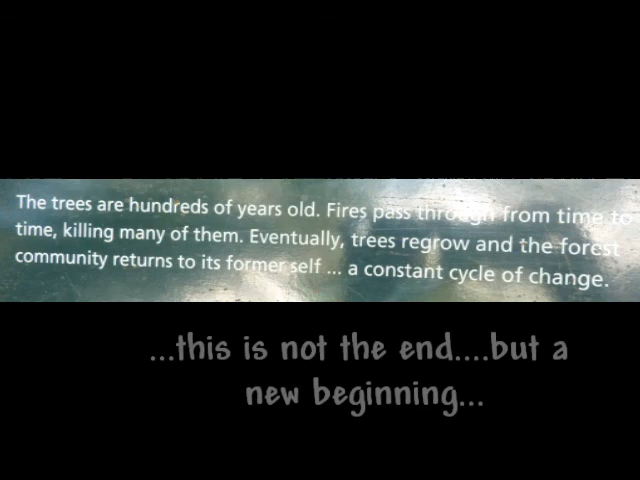 The trees are hundreds of years old. Fires pass through from time to
time, killing many of them. Eventually, trees regrow and the forest
community returns to its former self ... a constant cycle of change.
...this is not the end....but a
new beginning...